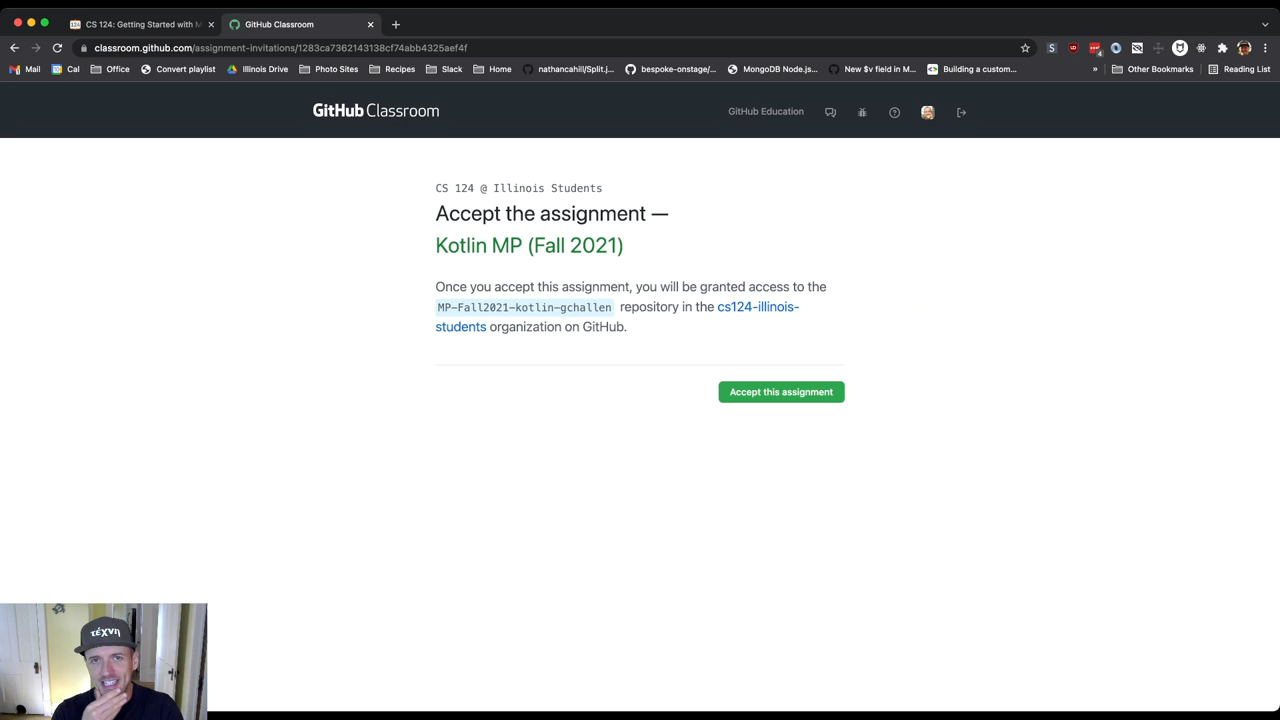 CS 124: Getting Started with M
GitHub Classroom
classroom.github.com/assignment-invitations/1283ca7362143138cf74abb4325aef4f
Mail
Cal
Office
Convert playlist
Illinois Drive
Photo Sites
Recipes
Slack
Home
nathancahill/Split.j...
bespoke-onstage/...
MongoDB Node.js...
New $v field in M...
Building a custom...
»
Other Bookmarks
Reading List
GitHub Classroom
GitHub Education
CS 124 @ Illinois Students
Accept the assignment —
Kotlin MP (Fall 2021)
Once you accept this assignment, you will be granted access to the
MP-Fall2021-kotlin-gchallen repository in the cs124-illinois-
students organization on GitHub.
Accept this assignment
τέχνη